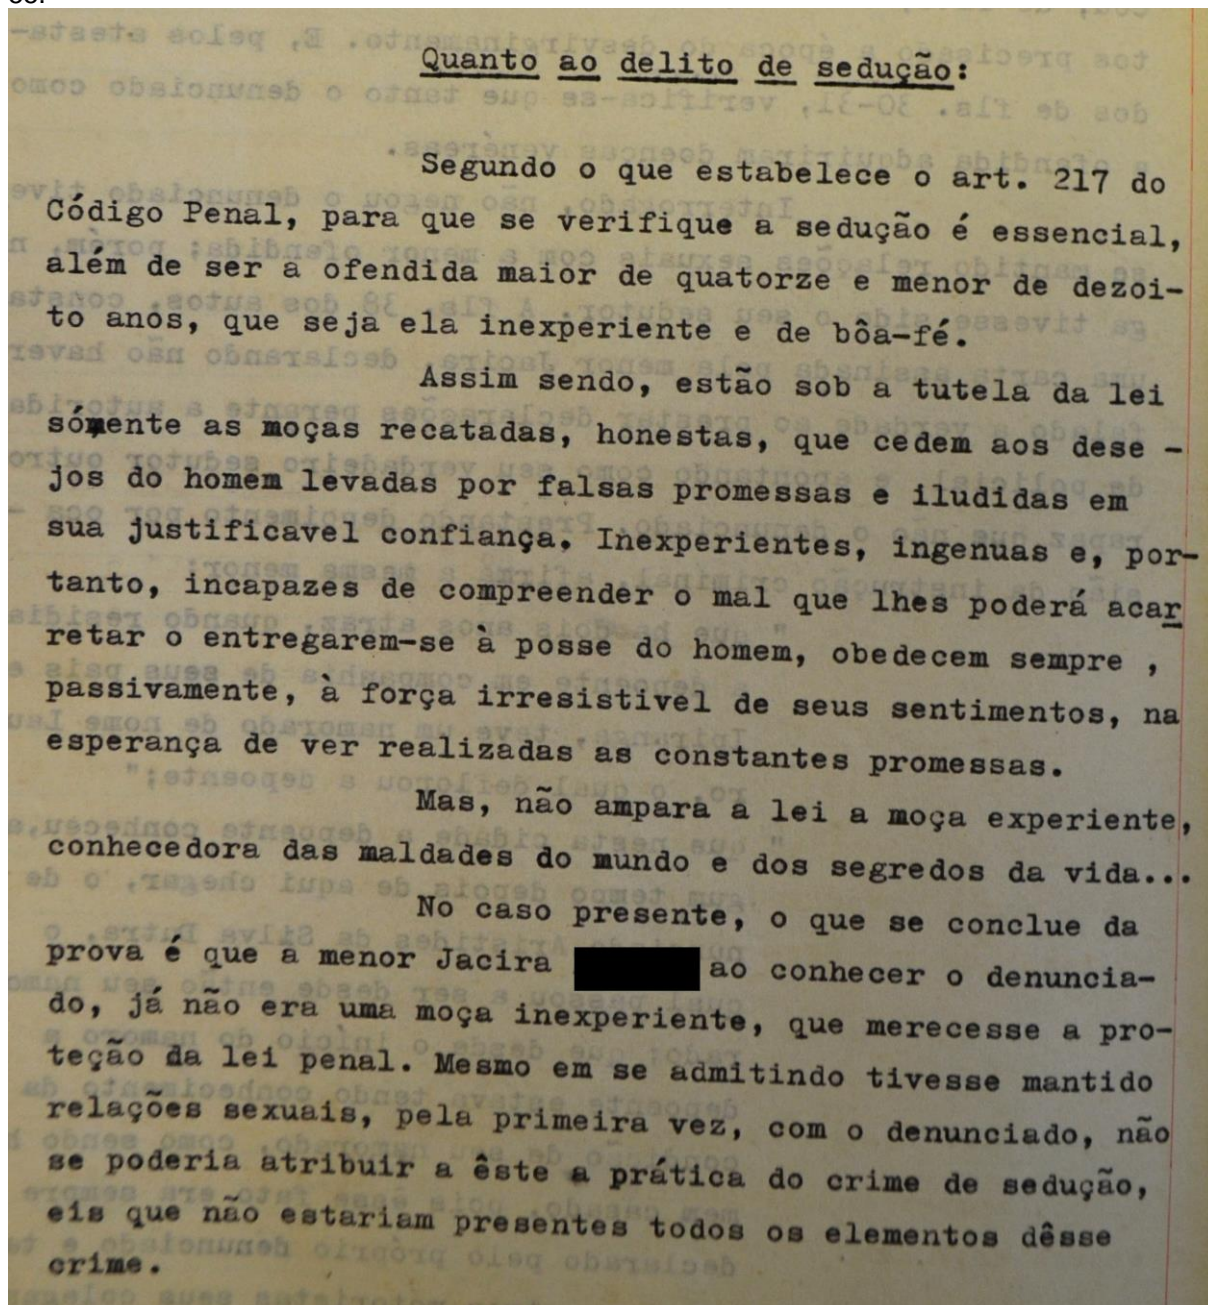 Quanto ao delito de sedução:
Segundo o que estabelece o art. 217 do
Código Penal, para que se verifique a sedução é essencial,
além de ser a ofendida maior de quatorze e menor de dezoi-
to anos, que seja ela inexperiente e de bôa-fé.
Assim sendo, estão sob a tutela da lei
sómente as moças recatadas, honestas, que cedem aos dese -
jos do homem levadas por falsas promessas e iludidas em
sua justificavel confiança. Inexperientes, ingenuas e, por-
tanto, incapazes de compreender o mal que lhes poderá acar
retar o entregarem-se à posse do homem, obedecem sempre ,
passivamente, à força irresistivel de seus sentimentos, na
esperança de ver realizadas as constantes promessas.
Mas, não ampara a lei a moça experiente,
conhecedora das maldades do mundo e dos segredos da vida...
No caso presente, o que se conclue da
prova é que a menor Jacira ao conhecer o denuncia-
do, já não era uma moça inexperiente, que merecesse a pro-
teção da lei penal. Mesmo em se admitindo tivesse mantido
relações sexuais, pela primeira vez, com o denunciado, não
se poderia atribuir a êste a prática do crime de sedução,
eis que não estariam presentes todos os elementos dêsse
crime.